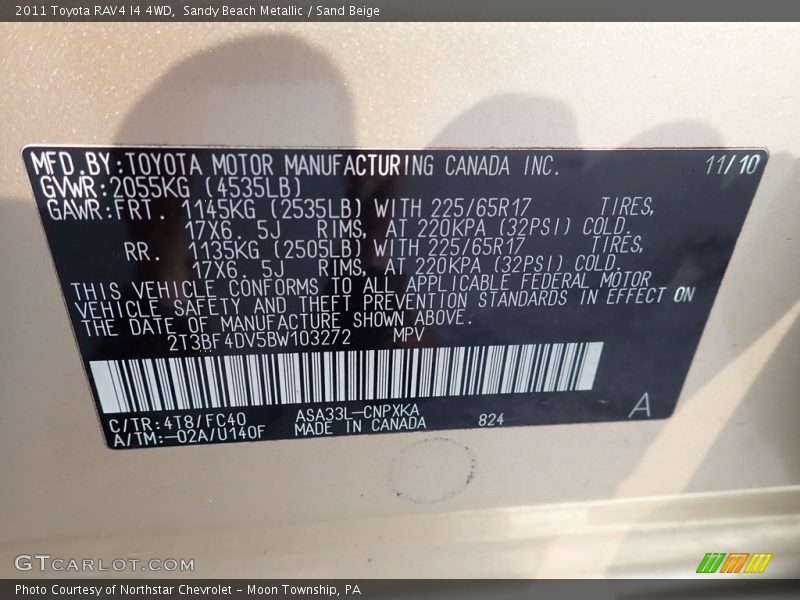 2011 Toyota RAV4 I4 4WD,  Sandy Beach Metallic / Sand Beige
MFD.BY:TOYOTA MOTOR MANUFACTURING CANADA INC. 11/10
GVWR:2055KG (4535LB)
GAWR:FRT. 1145KG (2535LB) WITH 225/65R17 TIRES,
17X6. 5J RIMS, AT 220KPA (32PSI) COLD.
RR. 1135KG (2505LB) WITH 225/65R17 TIRES,
17X6. 5J RIMS, AT 220KPA (32PSI) COLD.
THIS VEHICLE CONFORMS TO ALL APPLICABLE FEDERAL MOTOR
VEHICLE SAFETY AND THEFT PREVENTION STANDARDS IN EFFECT ON
THE DATE OF MANUFACTURE SHOWN ABOVE.
2T3BF4DV5BW103272 MPV
C/TR:4T8/FC40 ASA33L-CNPXKA 824 A
A/TM:-02A/U140F MADE IN CANADA
GTCARLOT.COM
Photo Courtesy of Northstar Chevrolet - Moon Township, PA